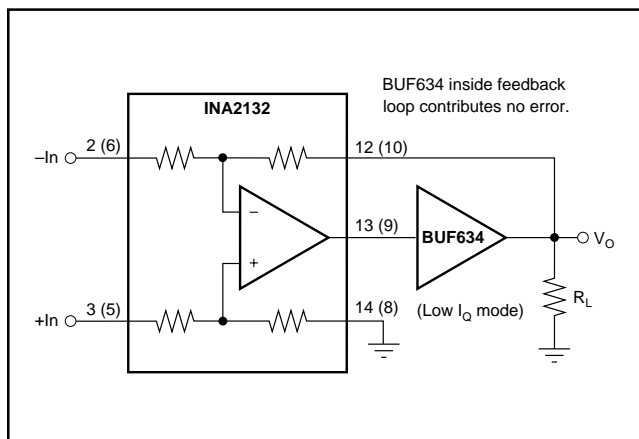 BUF634 inside feedback
loop contributes no error.
INA2132
–In
2 (6)
12 (10)
–
13 (9)
BUF634
V_O
+
+In
3 (5)
14 (8)
(Low I_Q mode)
R_L